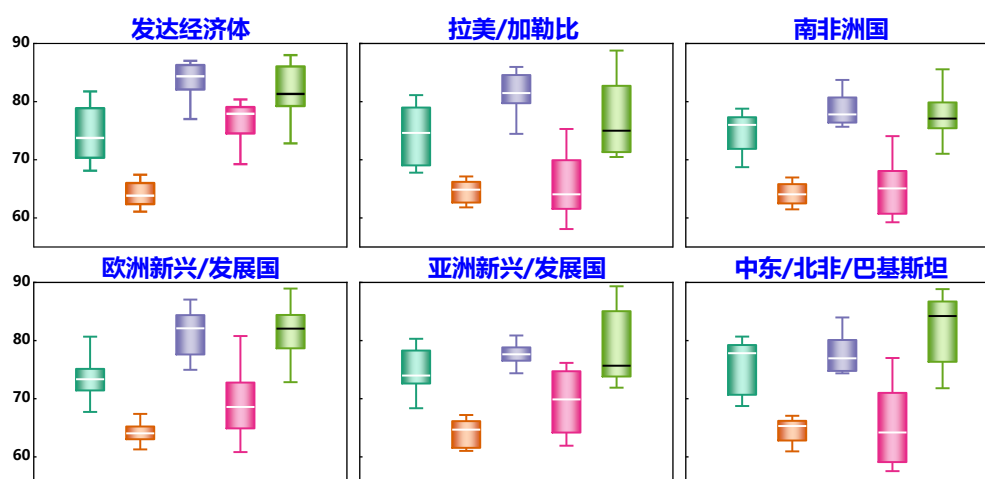 发达经济体
拉美/加勒比
南非洲国
90
80
70
60
欧洲新兴/发展国
亚洲新兴/发展国
中东/北非/巴基斯坦
90
80
70
60